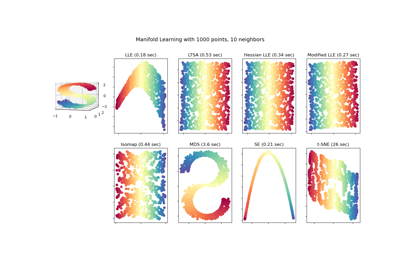 Manifold Learning with 1000 points, 10 neighbors
LLE (0.18 sec)
LTSA (0.53 sec)
Hessian LLE (0.34 sec)
Modified LLE (0.27 sec)
2
0
−2
−1
0
1
0
2
Isomap (0.44 sec)
MDS (3.6 sec)
SE (0.21 sec)
t-SNE (26 sec)